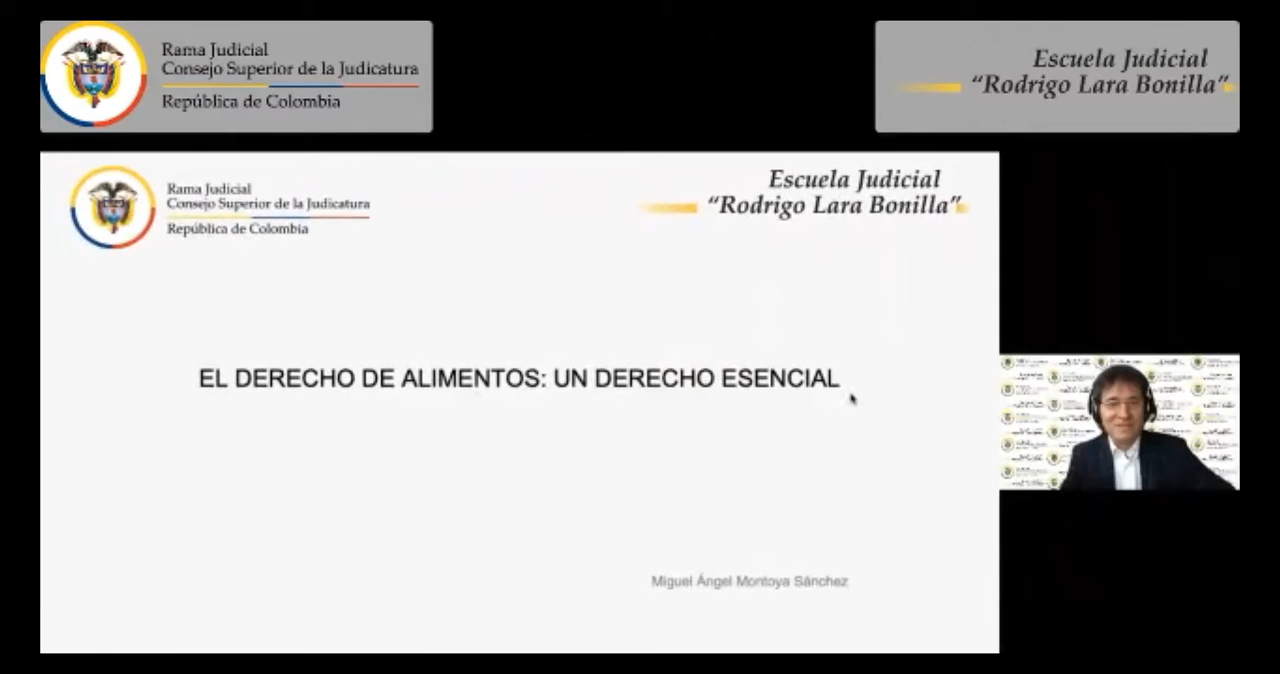 Rama Judicial
Consejo Superior de la Judicatura
República de Colombia
Escuela Judicial
“Rodrigo Lara Bonilla”
Rama Judicial
Consejo Superior de la Judicatura
República de Colombia
Escuela Judicial
“Rodrigo Lara Bonilla”
EL DERECHO DE ALIMENTOS: UN DERECHO ESENCIAL
Miguel Ángel Montoya Sánchez